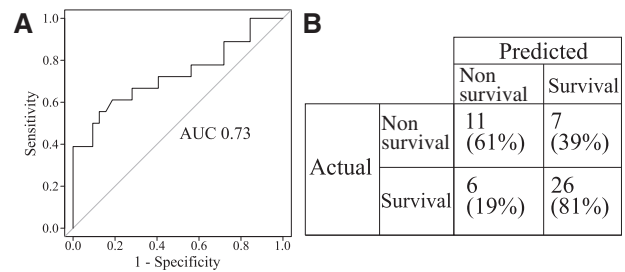 A
1.0
0.8
0.6
0.4
0.2
0.0
Sensitivity
AUC 0.73
0.0 0.2 0.4 0.6 0.8 1.0
1 - Specificity
B
Predicted
Non
survival
Survival
Actual
Non
survival
11
(61%)
7
(39%)
Survival
6
(19%)
26
(81%)